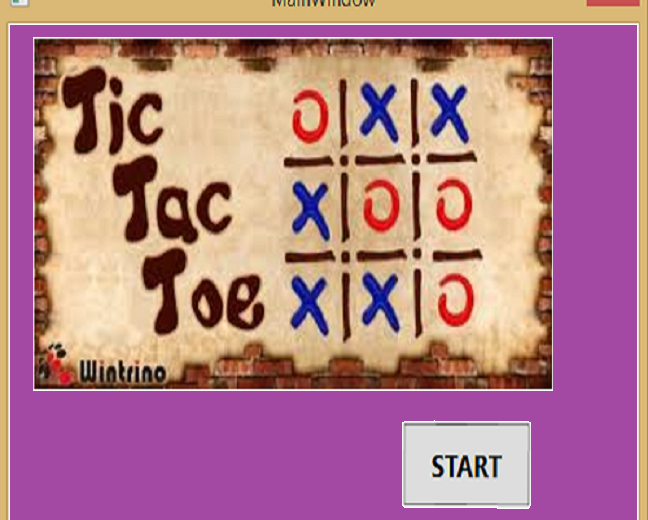 MainWindow
Tic
Tac
Toe
O X X
X O O
X X O
Wintrino
START